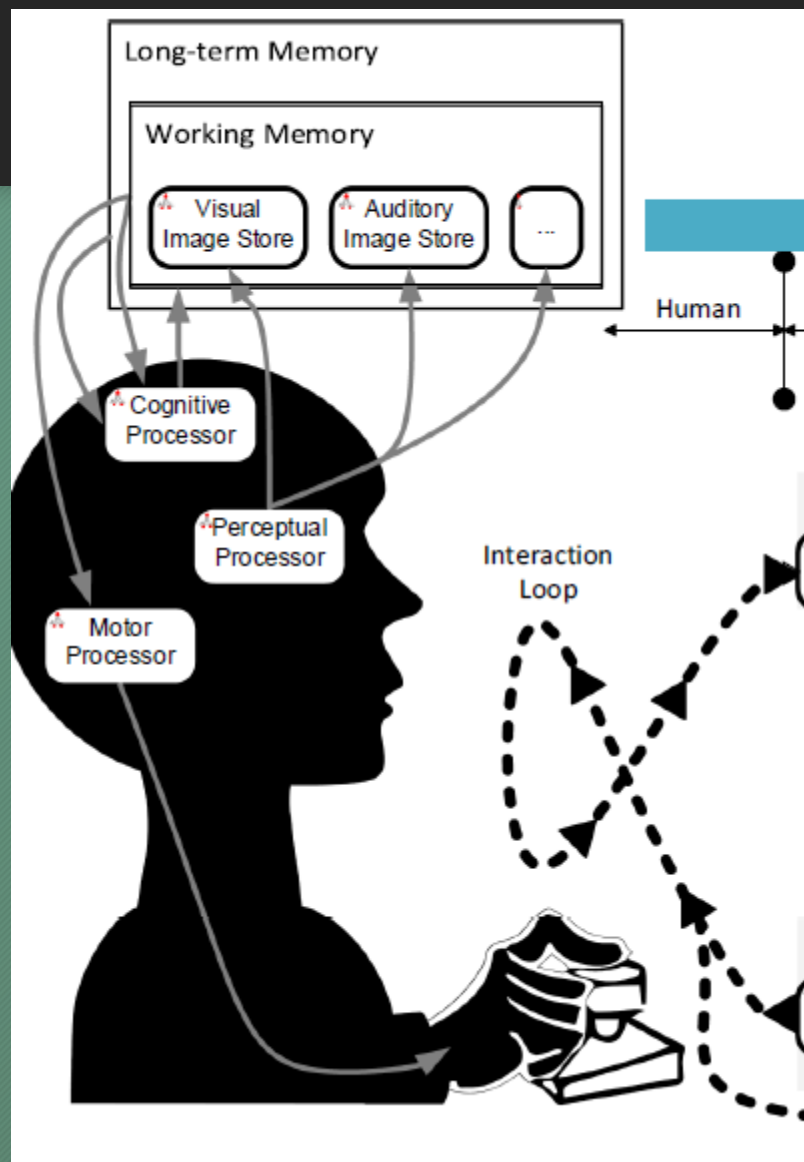 Long-term Memory
Working Memory
Visual
Image Store
Auditory
Image Store
...
Human
Cognitive
Processor
Perceptual
Processor
Interaction
Loop
Motor
Processor